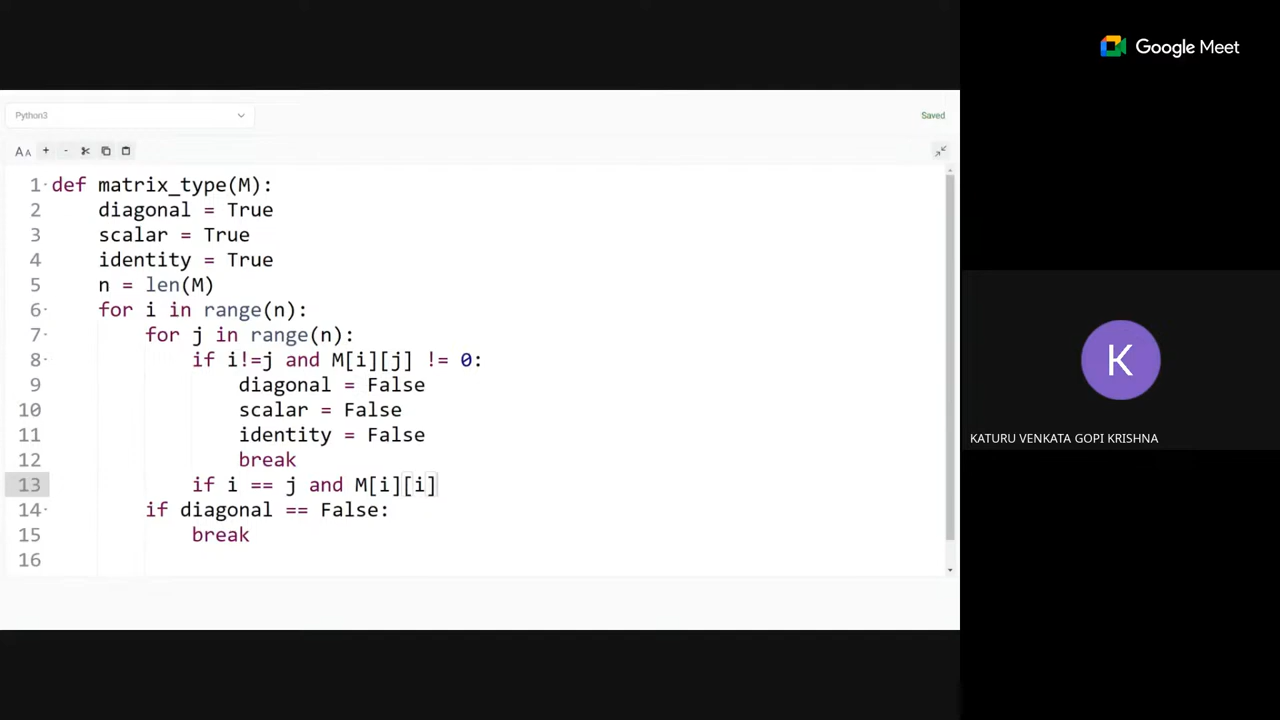 Google Meet
Python3
Saved
AA + -
1 def matrix_type(M):
2 diagonal = True
3 scalar = True
4 identity = True
5 n = len(M)
6 for i in range(n):
7 for j in range(n):
8 if i!=j and M[i][j] != 0:
9 diagonal = False
10 scalar = False
11 identity = False
12 break
13 if i == j and M[i][i]
14 if diagonal == False:
15 break
16
K
KATURU VENKATA GOPI KRISHNA